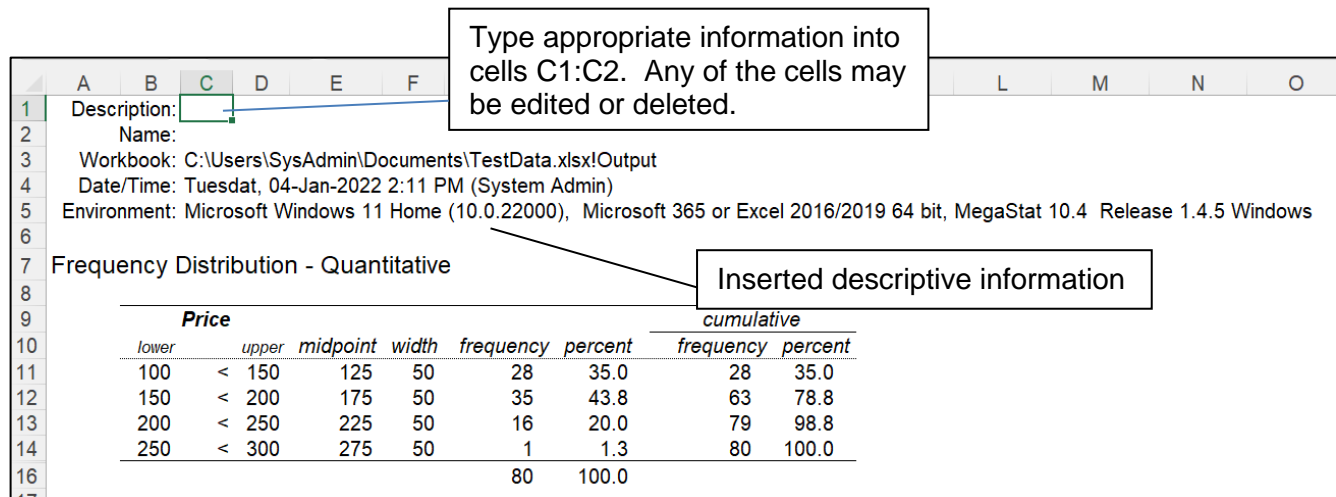 Type appropriate information into
cells C1:C2. Any of the cells may
be edited or deleted.
A B C D E F L M N O
1 Description:
2 Name:
3 Workbook: C:\Users\SysAdmin\Documents\TestData.xlsx!Output
4 Date/Time: Tuesdat, 04-Jan-2022 2:11 PM (System Admin)
5 Environment: Microsoft Windows 11 Home (10.0.22000), Microsoft 365 or Excel 2016/2019 64 bit, MegaStat 10.4 Release 1.4.5 Windows
6
7 Frequency Distribution - Quantitative
Inserted descriptive information
8
9 Price cumulative
10 lower upper midpoint width frequency percent frequency percent
11 100 < 150 125 50 28 35.0 28 35.0
12 150 < 200 175 50 35 43.8 63 78.8
13 200 < 250 225 50 16 20.0 79 98.8
14 250 < 300 275 50 1 1.3 80 100.0
16 80 100.0